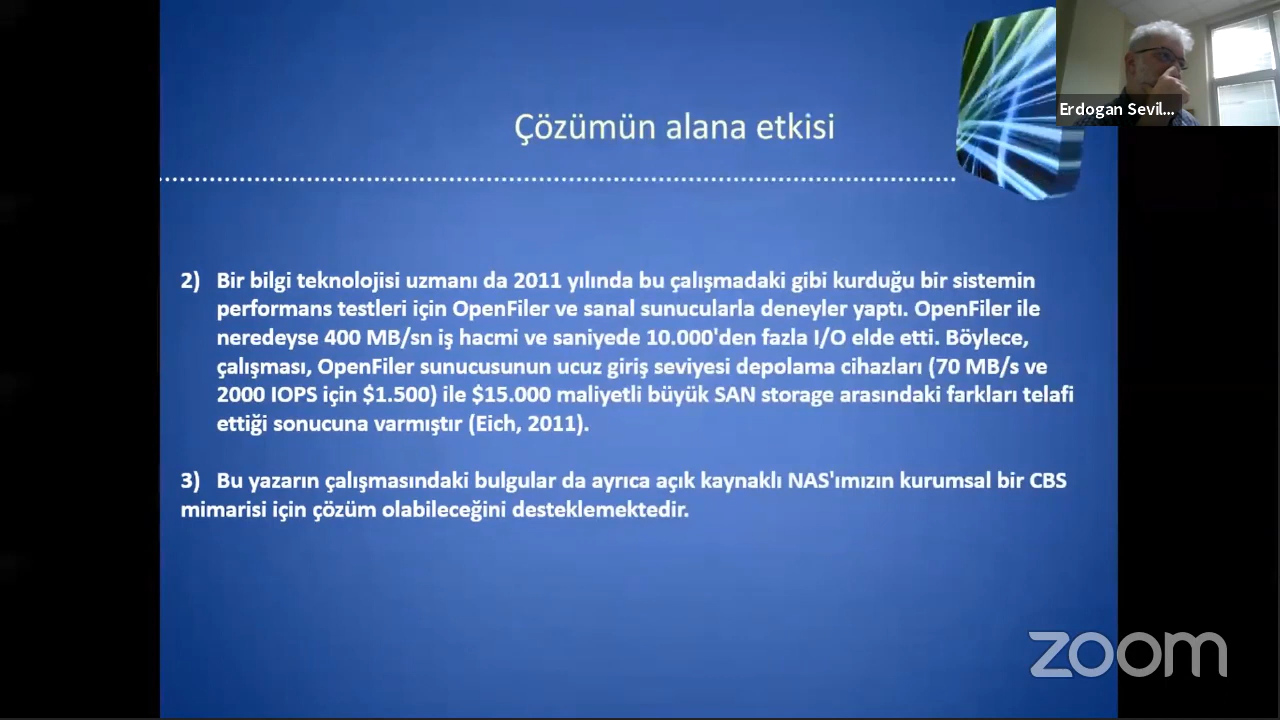 Erdogan Sevil...
Çözümün alana etkisi
2) Bir bilgi teknolojisi uzmanı da 2011 yılında bu çalışmadaki gibi kurduğu bir sistemin
performans testleri için OpenFiler ve sanal sunucularla deneyler yaptı. OpenFiler ile
neredeyse 400 MB/sn iş hacmi ve saniyede 10.000'den fazla I/O elde etti. Böylece,
çalışması, OpenFiler sunucusunun ucuz giriş seviyesi depolama cihazları (70 MB/s ve
2000 IOPS için $1.500) ile $15.000 maliyetli büyük SAN storage arasındaki farkları telafi
ettiği sonucuna varmıştır (Eich, 2011).
3) Bu yazarın çalışmasındaki bulgular da ayrıca açık kaynaklı NAS'ımızın kurumsal bir CBS
mimarisi için çözüm olabileceğini desteklemektedir.
zoom